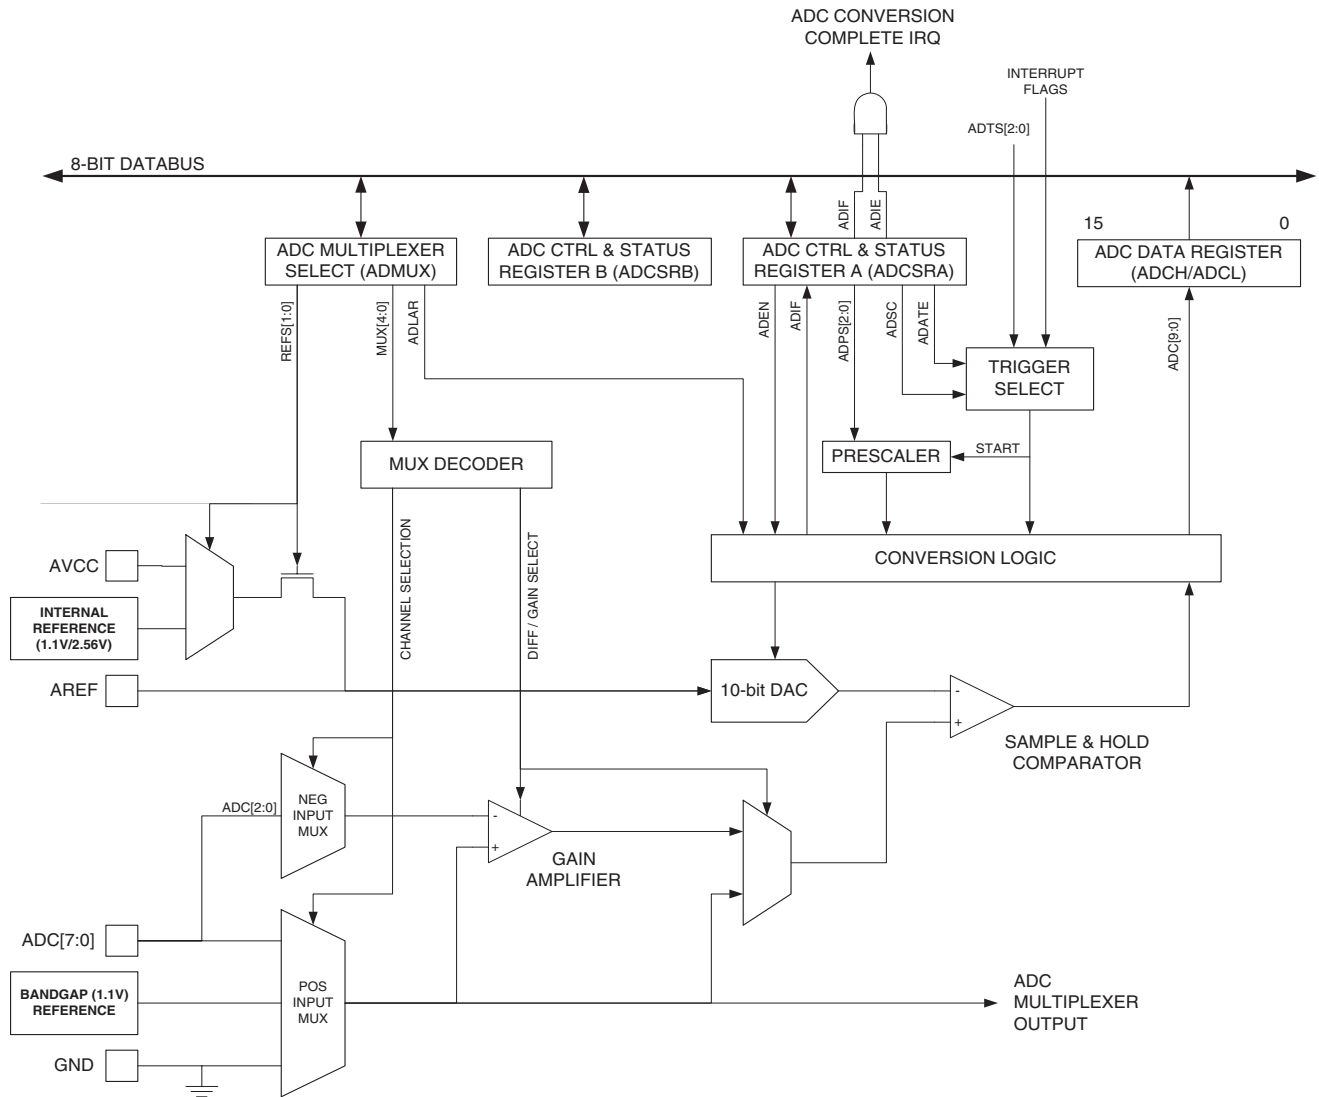 ADC CONVERSION
COMPLETE IRQ
INTERRUPT
FLAGS
ADTS[2:0]
8-BIT DATABUS
ADIF
ADIE
15
0
ADC MULTIPLEXER
SELECT (ADMUX)
ADC CTRL & STATUS
REGISTER B (ADCSRB)
ADC CTRL & STATUS
REGISTER A (ADCSRA)
ADC DATA REGISTER
(ADCH/ADCL)
REFS[1:0]
MUX[4:0]
ADLAR
ADEN
ADIF
ADPS[2:0]
ADSC
ADATE
ADC[9:0]
TRIGGER
SELECT
MUX DECODER
PRESCALER
START
CHANNEL SELECTION
DIFF / GAIN SELECT
CONVERSION LOGIC
AVCC
INTERNAL
REFERENCE
(1.1V/2.56V)
AREF
10-bit DAC
-
+
SAMPLE & HOLD
COMPARATOR
ADC[2:0]
NEG
INPUT
MUX
-
+
GAIN
AMPLIFIER
ADC[7:0]
BANDGAP (1.1V)
REFERENCE
POS
INPUT
MUX
ADC
MULTIPLEXER
OUTPUT
GND